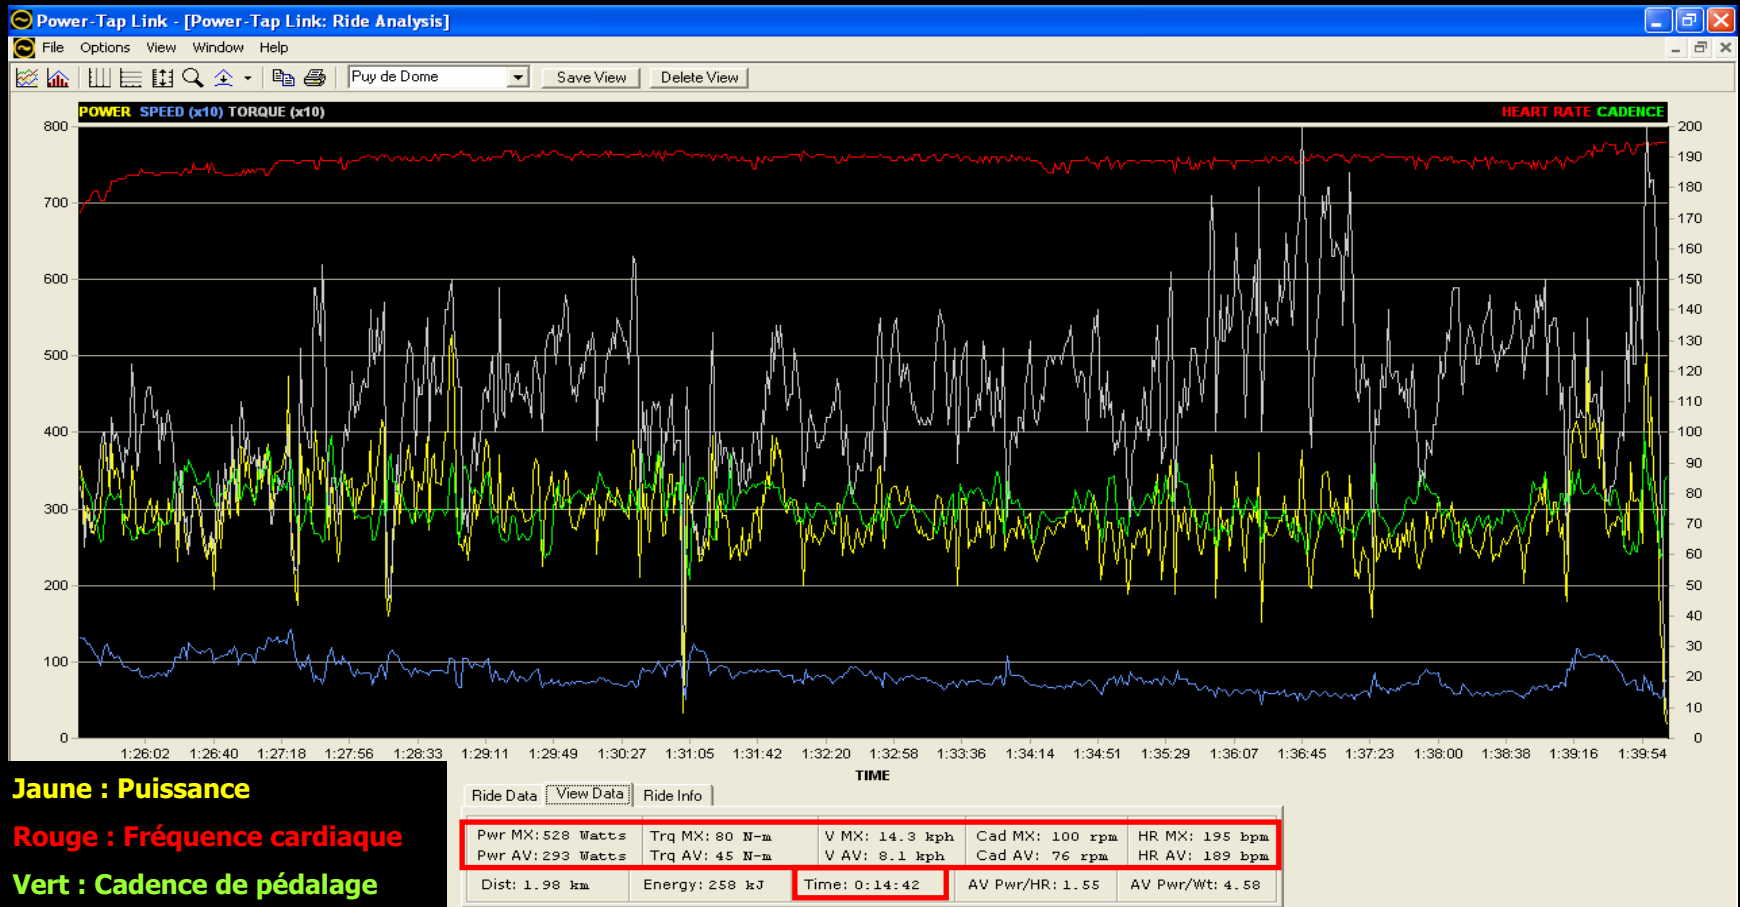 Power-Tap Link - [Power-Tap Link: Ride Analysis]
File Options View Window Help
Puy de Dome Save View Delete View
POWER SPEED (x10) TORQUE (x10) HEART RATE CADENCE
800 200
190
700 180
170
160
600 150
140
130
500 120
110
400 100
90
80
300 70
60
200 50
40
30
100 20
10
0 0
1:26:02 1:26:40 1:27:18 1:27:56 1:28:33 1:29:11 1:29:49 1:30:27 1:31:05 1:31:42 1:32:20 1:32:58 1:33:36 1:34:14 1:34:51 1:35:29 1:36:07 1:36:45 1:37:23 1:38:00 1:38:38 1:39:16 1:39:54
TIME
Jaune : Puissance
Rouge : Fréquence cardiaque
Vert : Cadence de pédalage
Ride Data View Data Ride Info
Pwr MX: 528 Watts Trq MX: 80 N-m V MX: 14.3 kph Cad MX: 100 rpm HR MX: 195 bpm
Pwr AV: 293 Watts Trq AV: 45 N-m V AV: 8.1 kph Cad AV: 76 rpm HR AV: 189 bpm
Dist: 1.98 km Energy: 258 kJ Time: 0:14:42 AV Pwr/HR: 1.55 AV Pwr/Wt: 4.58